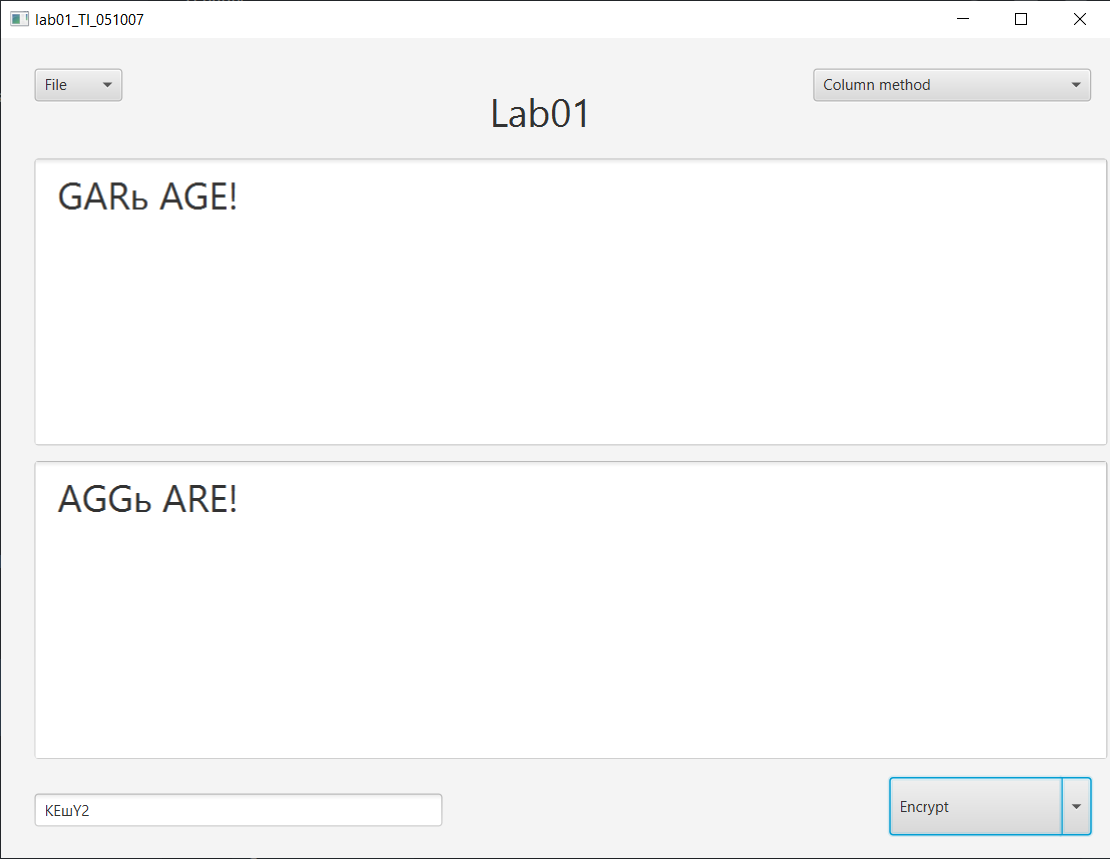 lab01_TI_051007
File
Column method
Lab01
GARь AGE!
AGGь ARE!
KEшY2
Encrypt